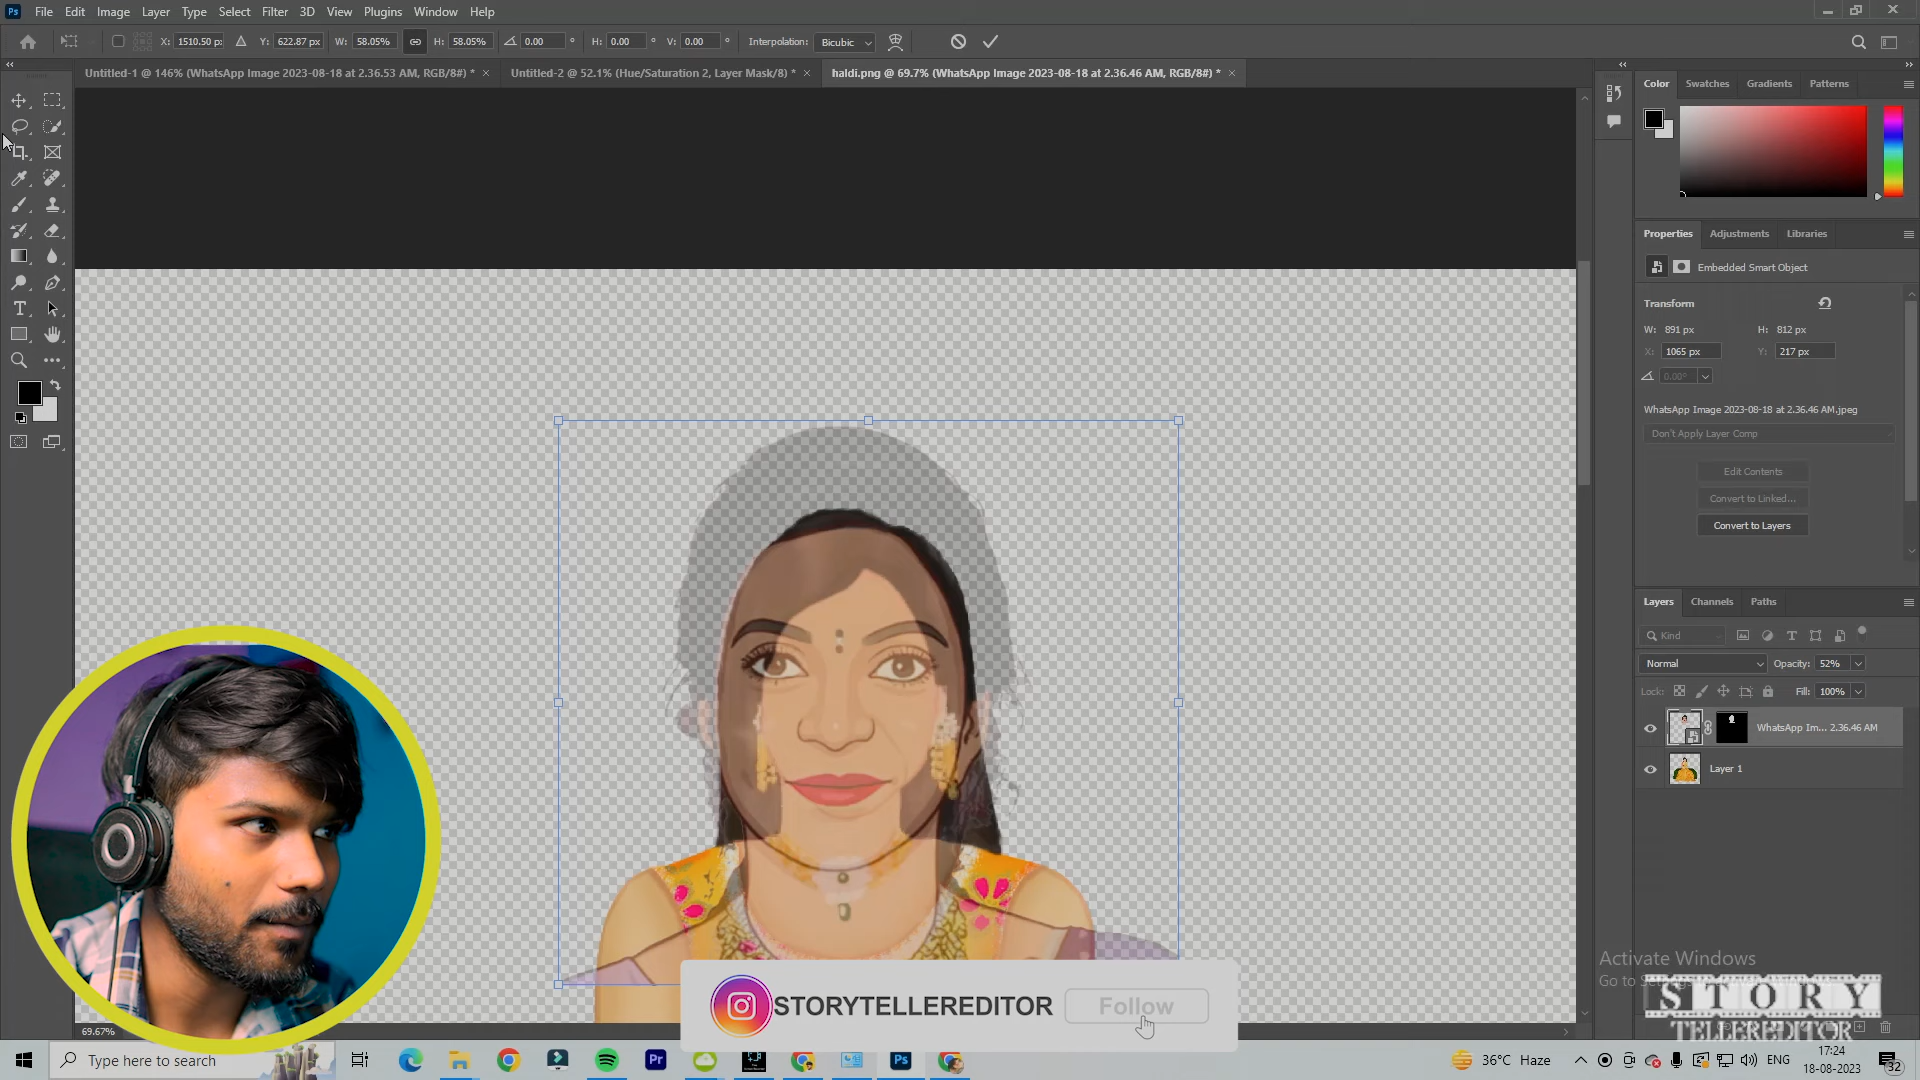 Ps File Edit Image Layer Type Select Filter 3D View Plugins Window Help
X: 1510.50 px Y: 622.87 px W: 58.05% H: 58.05% 0.00 ° H: 0.00 ° V: 0.00 ° Interpolation: Bicubic
Untitled-1 @ 146% (WhatsApp Image 2023-08-18 at 2.36.53 AM, RGB/8#) * ×
Untitled-2 @ 52.1% (Hue/Saturation 2, Layer Mask/8) * ×
haldi.png @ 69.7% (WhatsApp Image 2023-08-18 at 2.36.46 AM, RGB/8#) * ×
Color Swatches Gradients Patterns
Properties Adjustments Libraries
Embedded Smart Object
Transform
W: 891 px H: 812 px
X: 1065 px Y: 217 px
0.00°
WhatsApp Image 2023-08-18 at 2.36.46 AM.jpeg
Don't Apply Layer Comp
Edit Contents
Convert to Linked...
Convert to Layers
Layers Channels Paths
Kind
Normal Opacity: 52%
Lock: Fill: 100%
WhatsApp Im... 2.36.46 AM
Layer 1
Activate Windows
Go to
STORY
TELLEREDITOR
STORYTELLEREDITOR Follow
69.67%
Type here to search
Pr
Ps
36°C Haze
ENG
17:24
18-08-2023
32